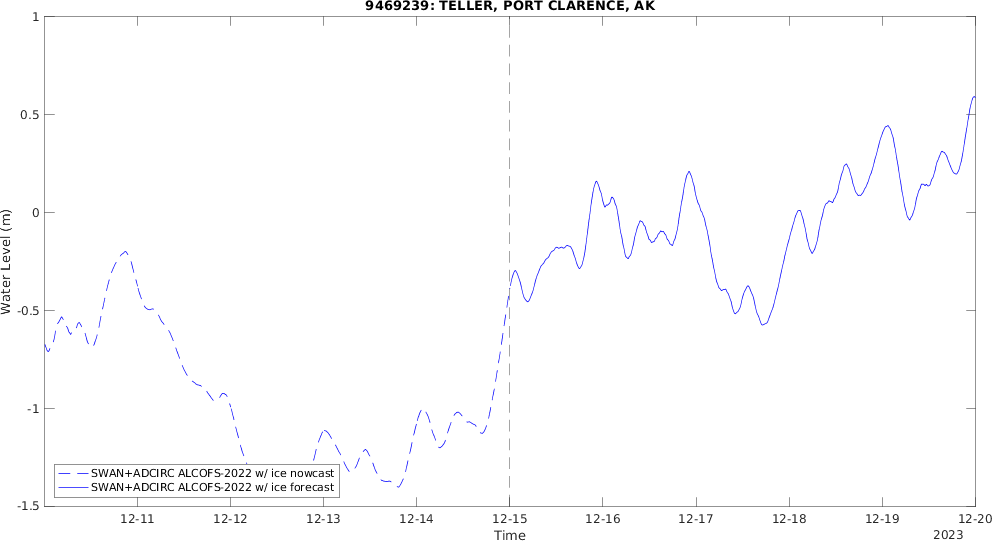 9469239: TELLER, PORT CLARENCE, AK
1
0.5
0
-0.5
-1
-1.5
Water Level (m)
SWAN+ADCIRC ALCOFS-2022 w/ ice nowcast
SWAN+ADCIRC ALCOFS-2022 w/ ice forecast
12-11 12-12 12-13 12-14 12-15 12-16 12-17 12-18 12-19 12-20
Time
2023